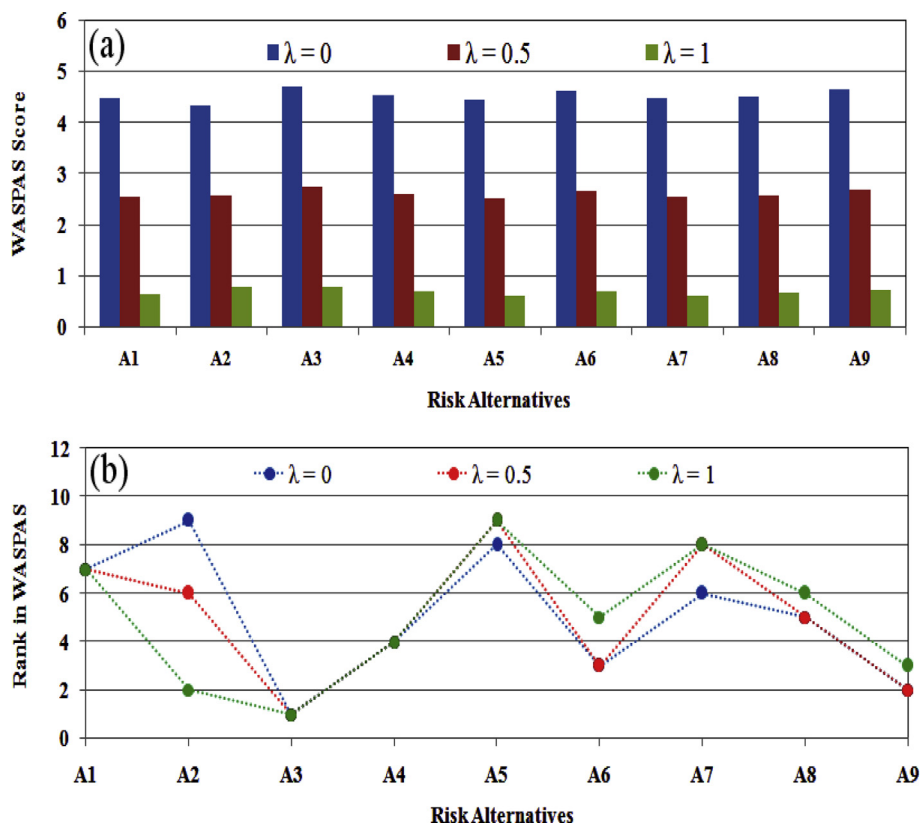 (a)
λ = 0
λ = 0.5
λ = 1
WASPAS Score
6
5
4
3
2
1
0
A1 A2 A3 A4 A5 A6 A7 A8 A9
Risk Alternatives
(b)
λ = 0
λ = 0.5
λ = 1
Rank in WASPAS
12
10
8
6
4
2
0
A1 A2 A3 A4 A5 A6 A7 A8 A9
Risk Alternatives